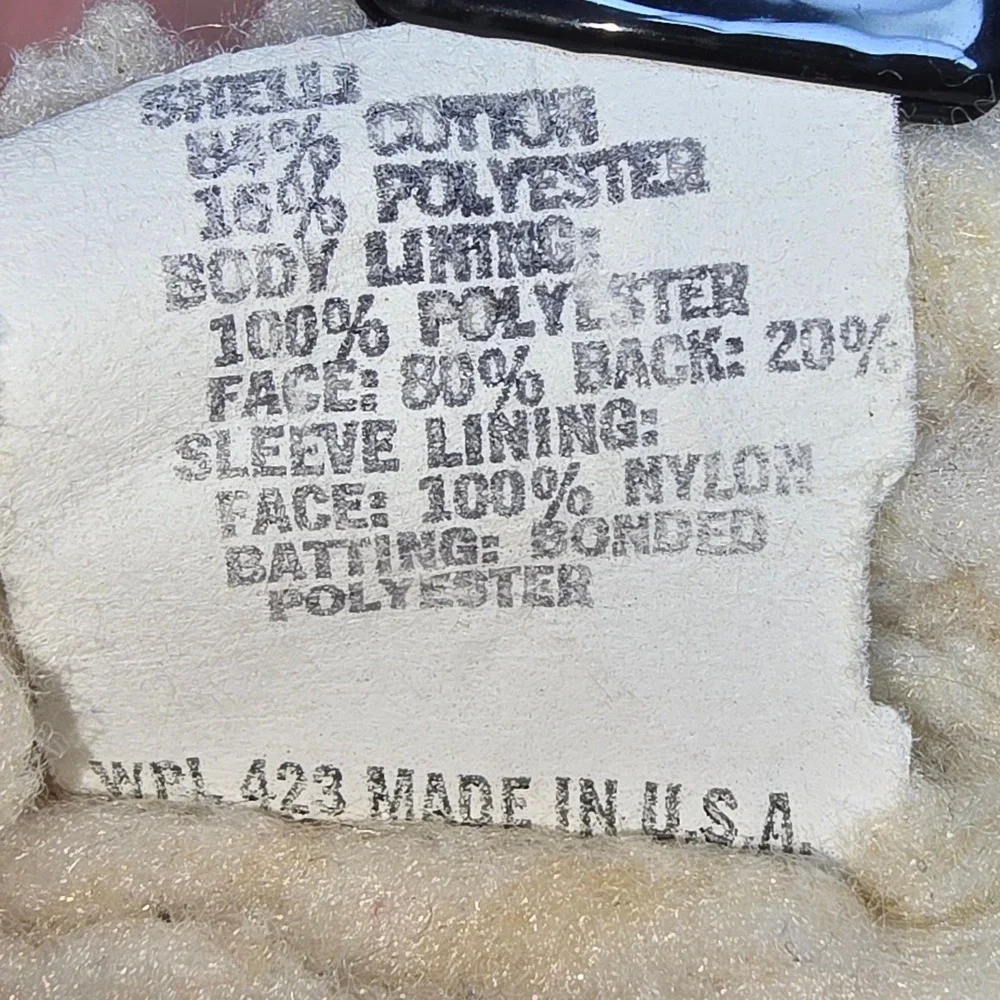 SHELL:
84% COTTON
16% POLYESTER
BODY LINING:
100% POLYESTER
FACE: 80% BACK: 20%
SLEEVE LINING:
FACE: 100% NYLON
BATTING: BONDED
POLYESTER
WPL 423 MADE IN U.S.A.